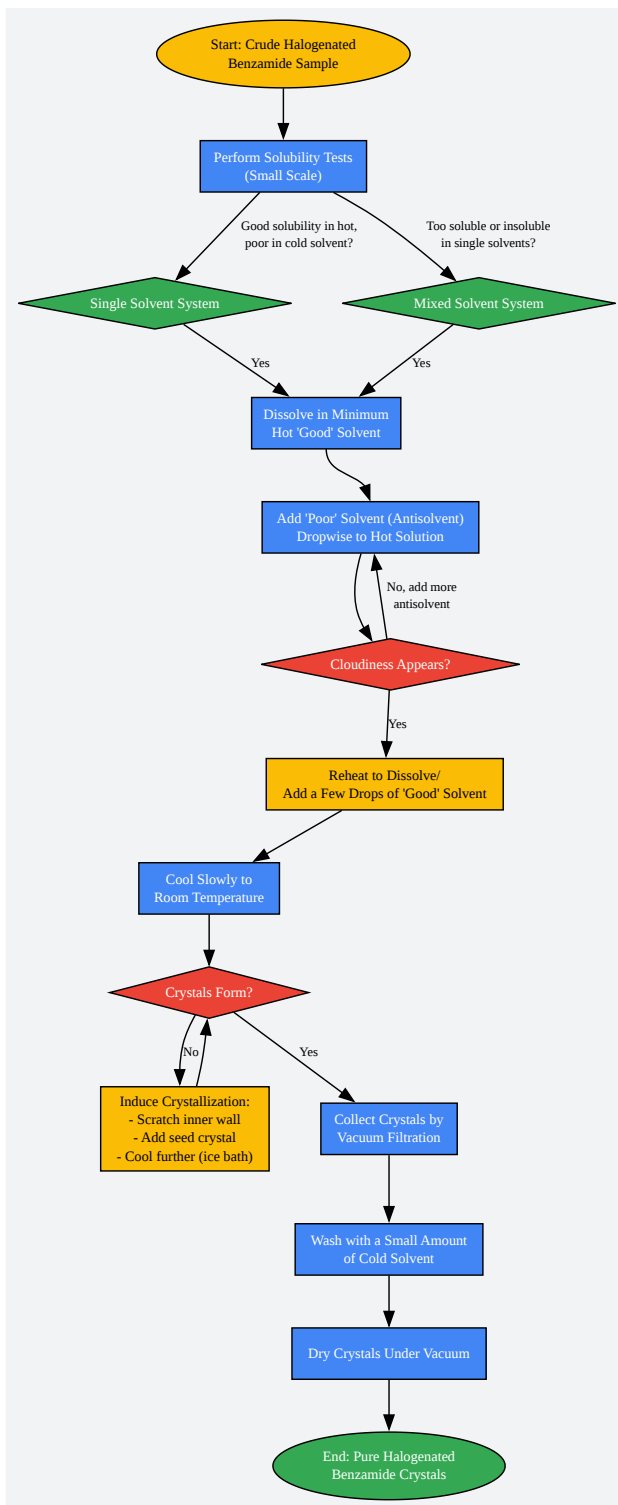 Start: Crude Halogenated
Benzamide Sample
Perform Solubility Tests
(Small Scale)
Good solubility in hot,
poor in cold solvent?
Too soluble or insoluble
in single solvents?
Single Solvent System
Mixed Solvent System
Yes
Yes
Dissolve in Minimum
Hot 'Good' Solvent
Add 'Poor' Solvent (Antisolvent)
Dropwise to Hot Solution
No, add more
antisolvent
Cloudiness Appears?
Yes
Reheat to Dissolve/
Add a Few Drops of 'Good' Solvent
Cool Slowly to
Room Temperature
Crystals Form?
No
Yes
Induce Crystallization:
- Scratch inner wall
- Add seed crystal
- Cool further (ice bath)
Collect Crystals by
Vacuum Filtration
Wash with a Small Amount
of Cold Solvent
Dry Crystals Under Vacuum
End: Pure Halogenated
Benzamide Crystals